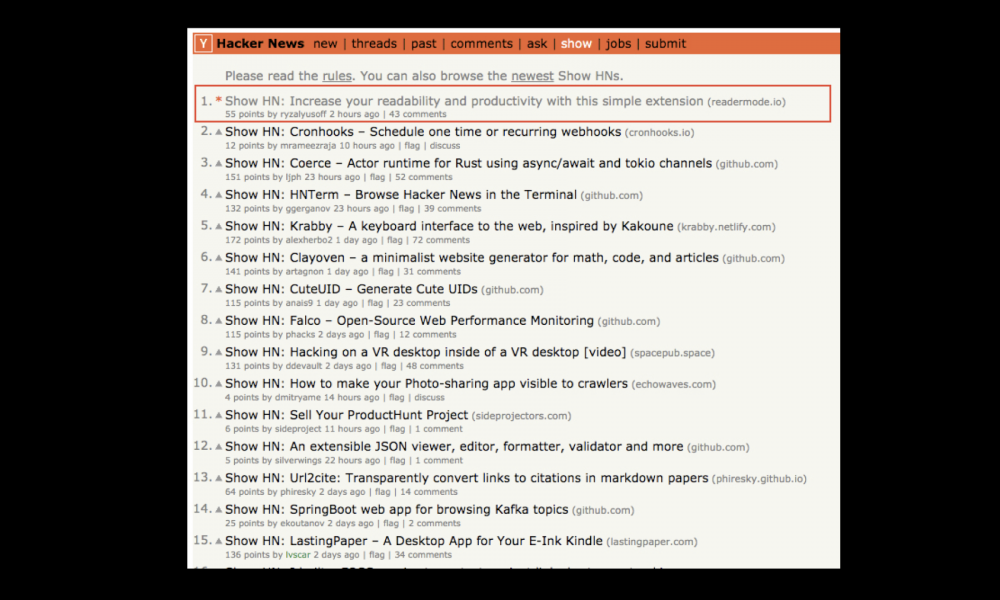 Y Hacker News new | threads | past | comments | ask | show | jobs | submit
Please read the rules. You can also browse the newest Show HNs.
1. * Show HN: Increase your readability and productivity with this simple extension (readermode.io)
55 points by ryzalyusoff 2 hours ago | 43 comments
2. ▲ Show HN: Cronhooks – Schedule one time or recurring webhooks (cronhooks.io)
12 points by mrameezraja 10 hours ago | flag | discuss
3. ▲ Show HN: Coerce – Actor runtime for Rust using async/await and tokio channels (github.com)
151 points by ljph 23 hours ago | flag | 52 comments
4. ▲ Show HN: HNTerm – Browse Hacker News in the Terminal (github.com)
132 points by ggerganov 23 hours ago | flag | 39 comments
5. ▲ Show HN: Krabby – A keyboard interface to the web, inspired by Kakoune (krabby.netlify.com)
172 points by alexherbo2 1 day ago | flag | 72 comments
6. ▲ Show HN: Clayoven – a minimalist website generator for math, code, and articles (github.com)
141 points by artagnon 1 day ago | flag | 31 comments
7. ▲ Show HN: CuteUID – Generate Cute UIDs (github.com)
115 points by anais9 1 day ago | flag | 23 comments
8. ▲ Show HN: Falco – Open-Source Web Performance Monitoring (github.com)
115 points by phacks 2 days ago | flag | 12 comments
9. ▲ Show HN: Hacking on a VR desktop inside of a VR desktop [video] (spacepub.space)
131 points by ddevault 2 days ago | flag | 48 comments
10. ▲ Show HN: How to make your Photo-sharing app visible to crawlers (echowaves.com)
4 points by dmitryame 14 hours ago | flag | discuss
11. ▲ Show HN: Sell Your ProductHunt Project (sideprojectors.com)
6 points by sideproject 11 hours ago | flag | 1 comment
12. ▲ Show HN: An extensible JSON viewer, editor, formatter, validator and more (github.com)
5 points by silverwings 22 hours ago | flag | 1 comment
13. ▲ Show HN: Url2cite: Transparently convert links to citations in markdown papers (phiresky.github.io)
64 points by phiresky 2 days ago | flag | 14 comments
14. ▲ Show HN: SpringBoot web app for browsing Kafka topics (github.com)
25 points by ekoutanov 2 days ago | flag | 2 comments
15. ▲ Show HN: LastingPaper – A Desktop App for Your E-Ink Kindle (lastingpaper.com)
136 points by lvscar 2 days ago | flag | 34 comments